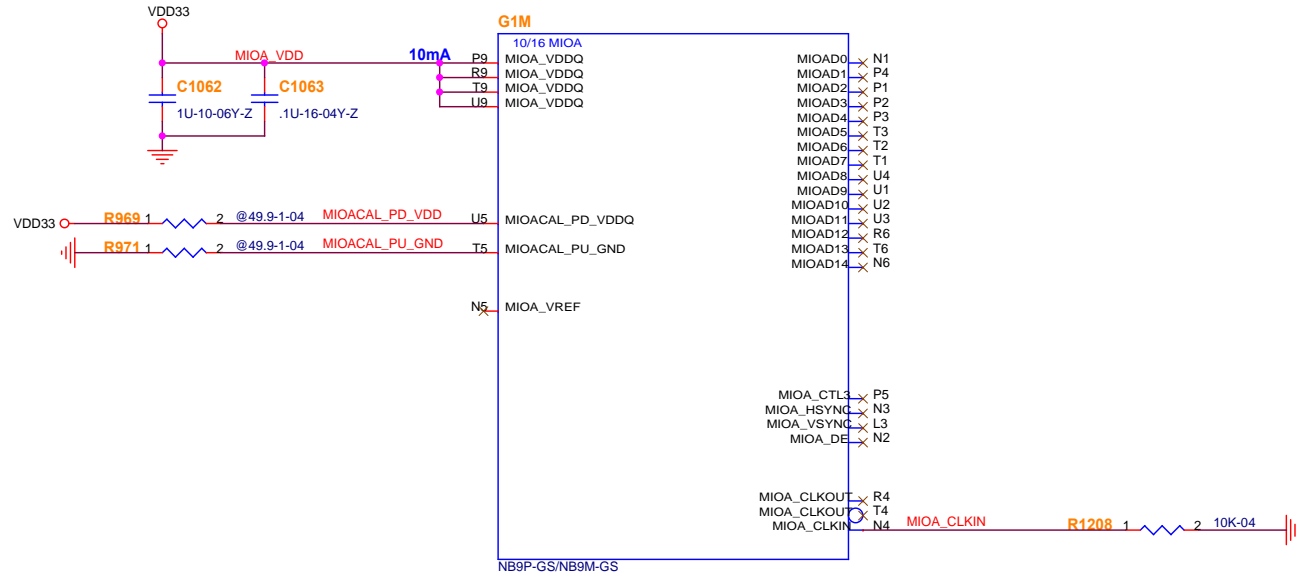 VDD33
G1M
10/16 MIOA
MIOA_VDD
10mA
P9 MIOA_VDDQ
R9 MIOA_VDDQ
T9 MIOA_VDDQ
U9 MIOA_VDDQ
C1062
1U-10-06Y-Z
C1063
.1U-16-04Y-Z
MIOAD0 N1
MIOAD1 P4
MIOAD2 P1
MIOAD3 P2
MIOAD4 P3
MIOAD5 T3
MIOAD6 T2
MIOAD7 T1
MIOAD8 U4
MIOAD9 U1
MIOAD10 U2
MIOAD11 U3
MIOAD12 R6
MIOAD13 T6
MIOAD14 N6
VDD33 R969 1 2 @49.9-1-04 MIOACAL_PD_VDD U5 MIOACAL_PD_VDDQ
R971 1 2 @49.9-1-04 MIOACAL_PU_GND T5 MIOACAL_PU_GND
N5 MIOA_VREF
MIOA_CTL3 P5
MIOA_HSYNC N3
MIOA_VSYNC L3
MIOA_DE N2
MIOA_CLKOUT R4
MIOA_CLKOUT T4
MIOA_CLKIN N4 MIOA_CLKIN R1208 1 2 10K-04
NB9P-GS/NB9M-GS